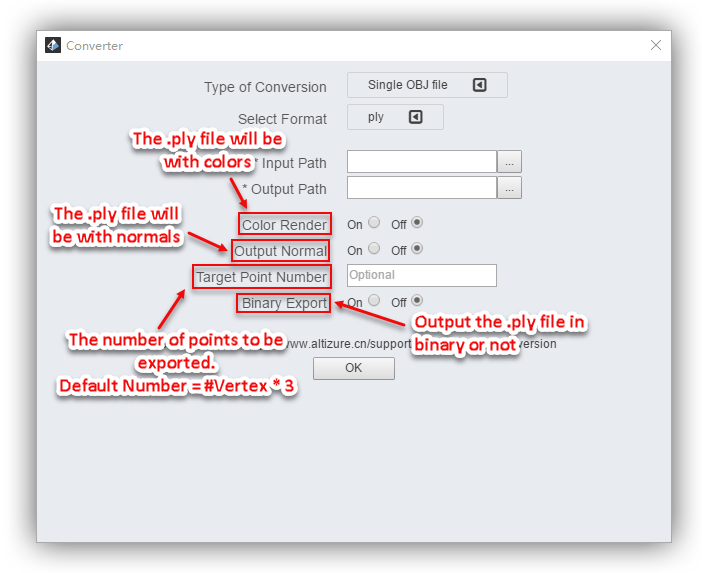 Converter
Type of Conversion Single OBJ file
Select Format ply
The .ply file will be
with colors
* Input Path ...
* Output Path ...
The .ply file will
be with normals
Color Render On Off
Output Normal On Off
Target Point Number Optional
Binary Export On Off
Output the .ply file in
binary or not
The number of points to be
exported.
Default Number = #Vertex * 3
www.altizure.cn/support
OK